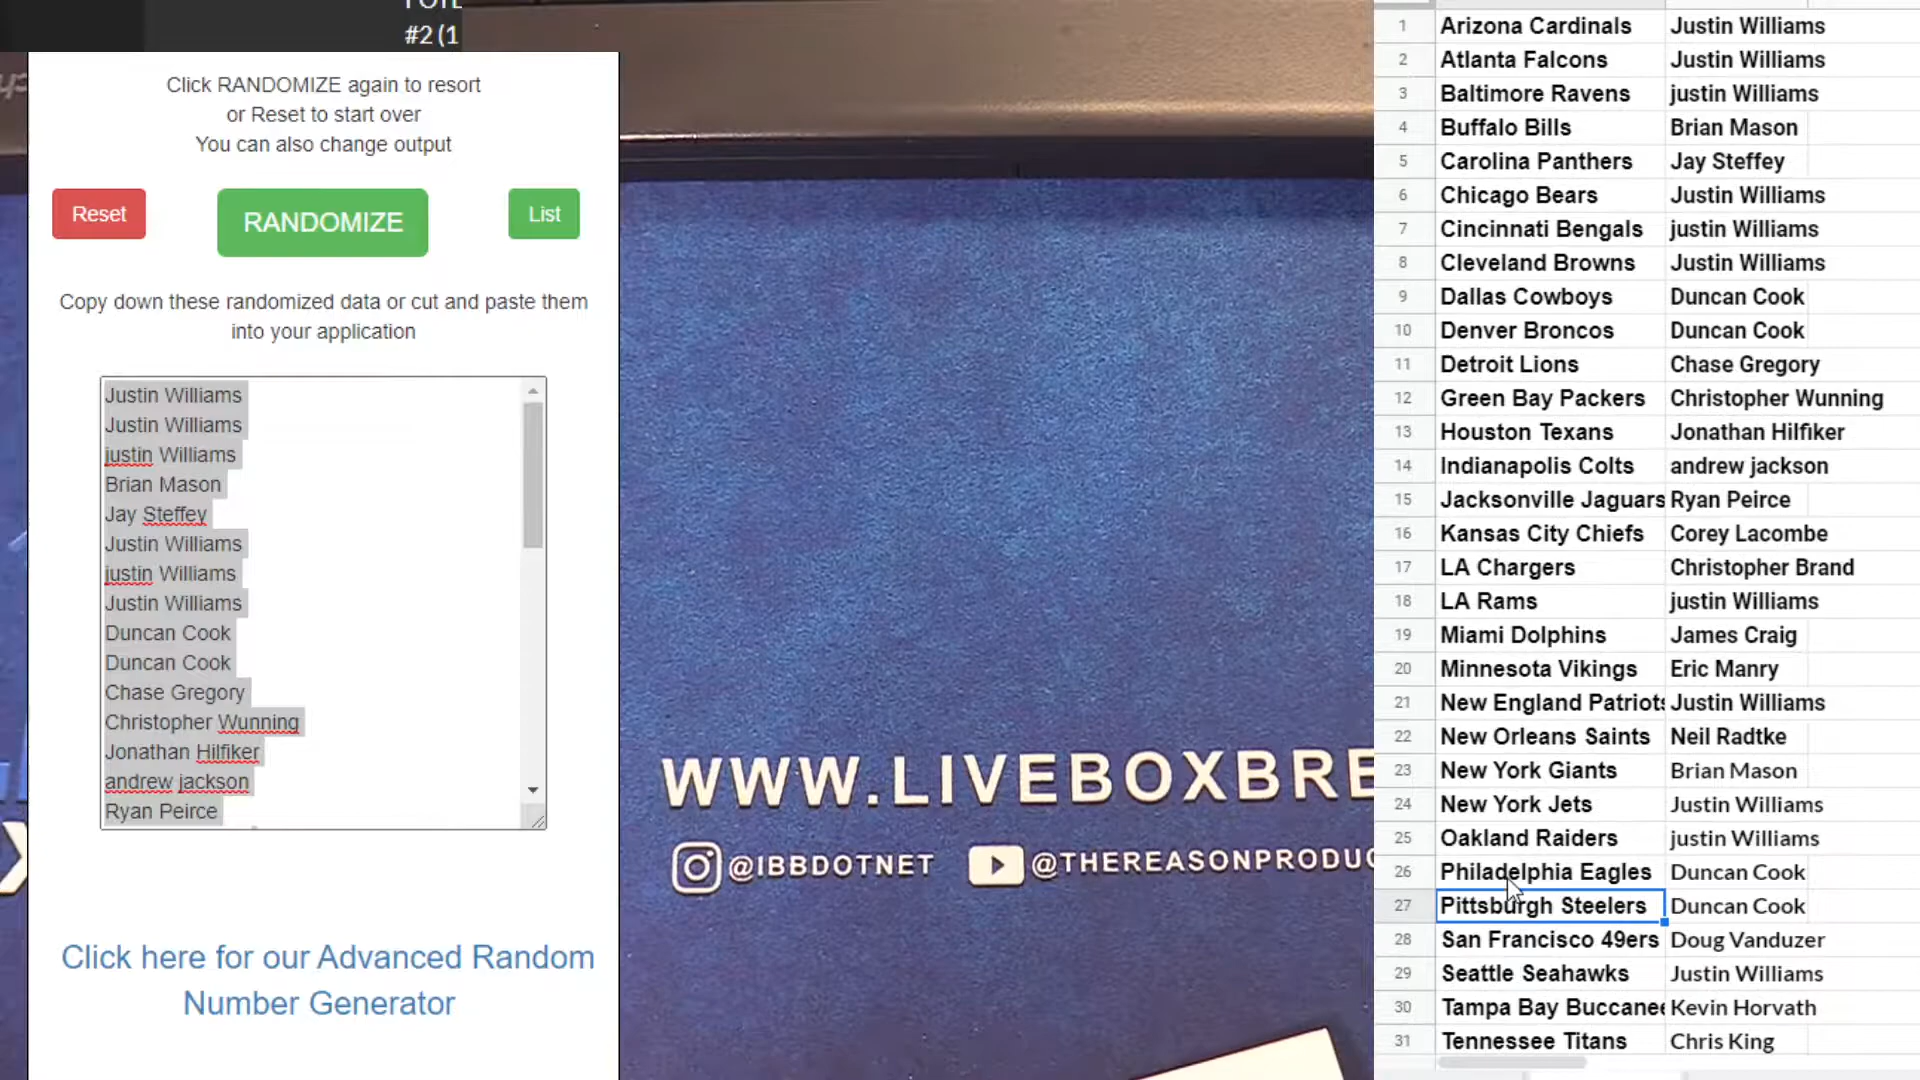 #2 (1
Click RANDOMIZE again to resort
or Reset to start over
You can also change output
Reset
RANDOMIZE
List
Copy down these randomized data or cut and paste them
into your application
Justin Williams
Justin Williams
justin Williams
Brian Mason
Jay Steffey
Justin Williams
justin Williams
Justin Williams
Duncan Cook
Duncan Cook
Chase Gregory
Christopher Wunning
Jonathan Hilfiker
andrew jackson
Ryan Peirce
Click here for our Advanced Random
Number Generator
WWW.LIVEBOXBRE
@IBBDOTNET @THEREASONPRODUC
1 Arizona Cardinals Justin Williams
2 Atlanta Falcons Justin Williams
3 Baltimore Ravens justin Williams
4 Buffalo Bills Brian Mason
5 Carolina Panthers Jay Steffey
6 Chicago Bears Justin Williams
7 Cincinnati Bengals justin Williams
8 Cleveland Browns Justin Williams
9 Dallas Cowboys Duncan Cook
10 Denver Broncos Duncan Cook
11 Detroit Lions Chase Gregory
12 Green Bay Packers Christopher Wunning
13 Houston Texans Jonathan Hilfiker
14 Indianapolis Colts andrew jackson
15 Jacksonville Jaguars Ryan Peirce
16 Kansas City Chiefs Corey Lacombe
17 LA Chargers Christopher Brand
18 LA Rams justin Williams
19 Miami Dolphins James Craig
20 Minnesota Vikings Eric Manry
21 New England Patriots Justin Williams
22 New Orleans Saints Neil Radtke
23 New York Giants Brian Mason
24 New York Jets Justin Williams
25 Oakland Raiders justin Williams
26 Philadelphia Eagles Duncan Cook
27 Pittsburgh Steelers Duncan Cook
28 San Francisco 49ers Doug Vanduzer
29 Seattle Seahawks Justin Williams
30 Tampa Bay Buccanee Kevin Horvath
31 Tennessee Titans Chris King